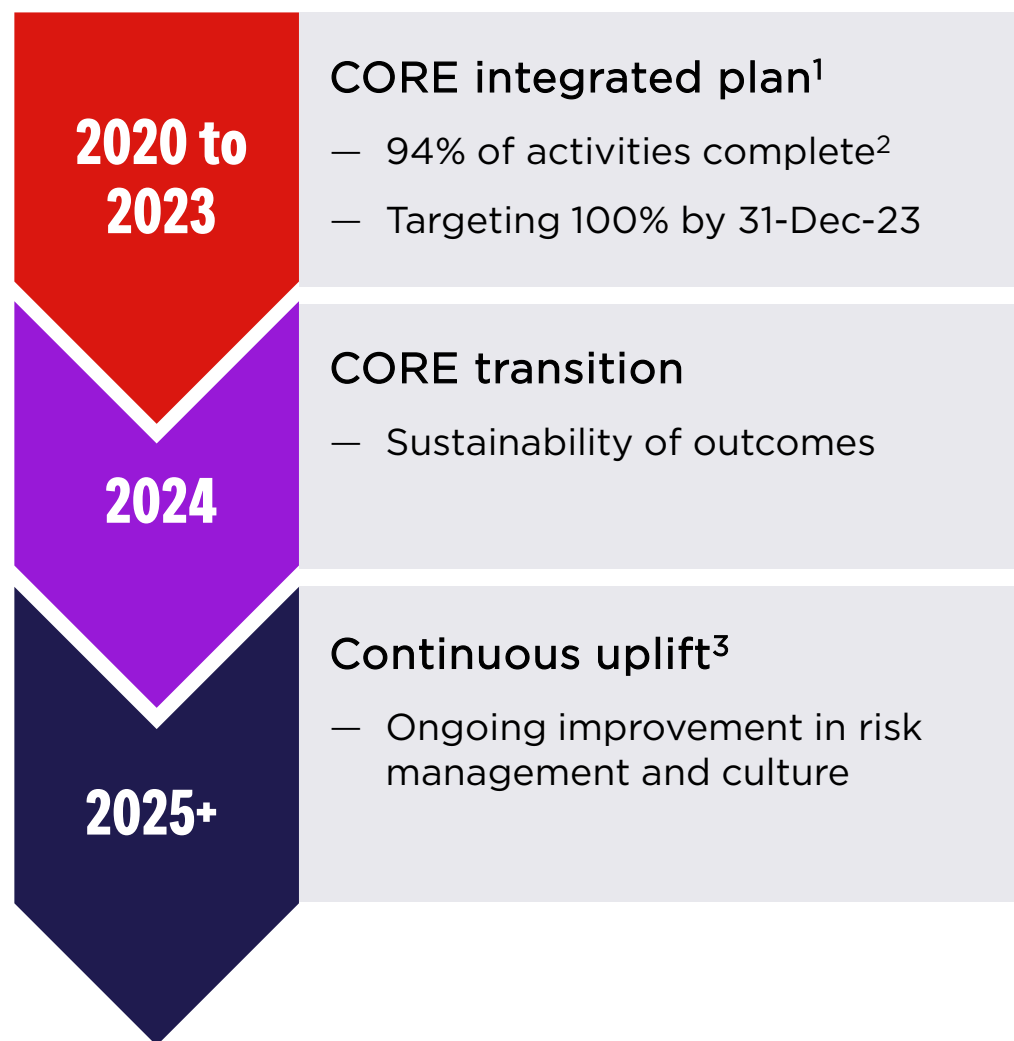 2020 to
2023
CORE integrated plan¹
— 94% of activities complete²
— Targeting 100% by 31-Dec-23
2024
CORE transition
— Sustainability of outcomes
2025+
Continuous uplift³
— Ongoing improvement in risk
management and culture